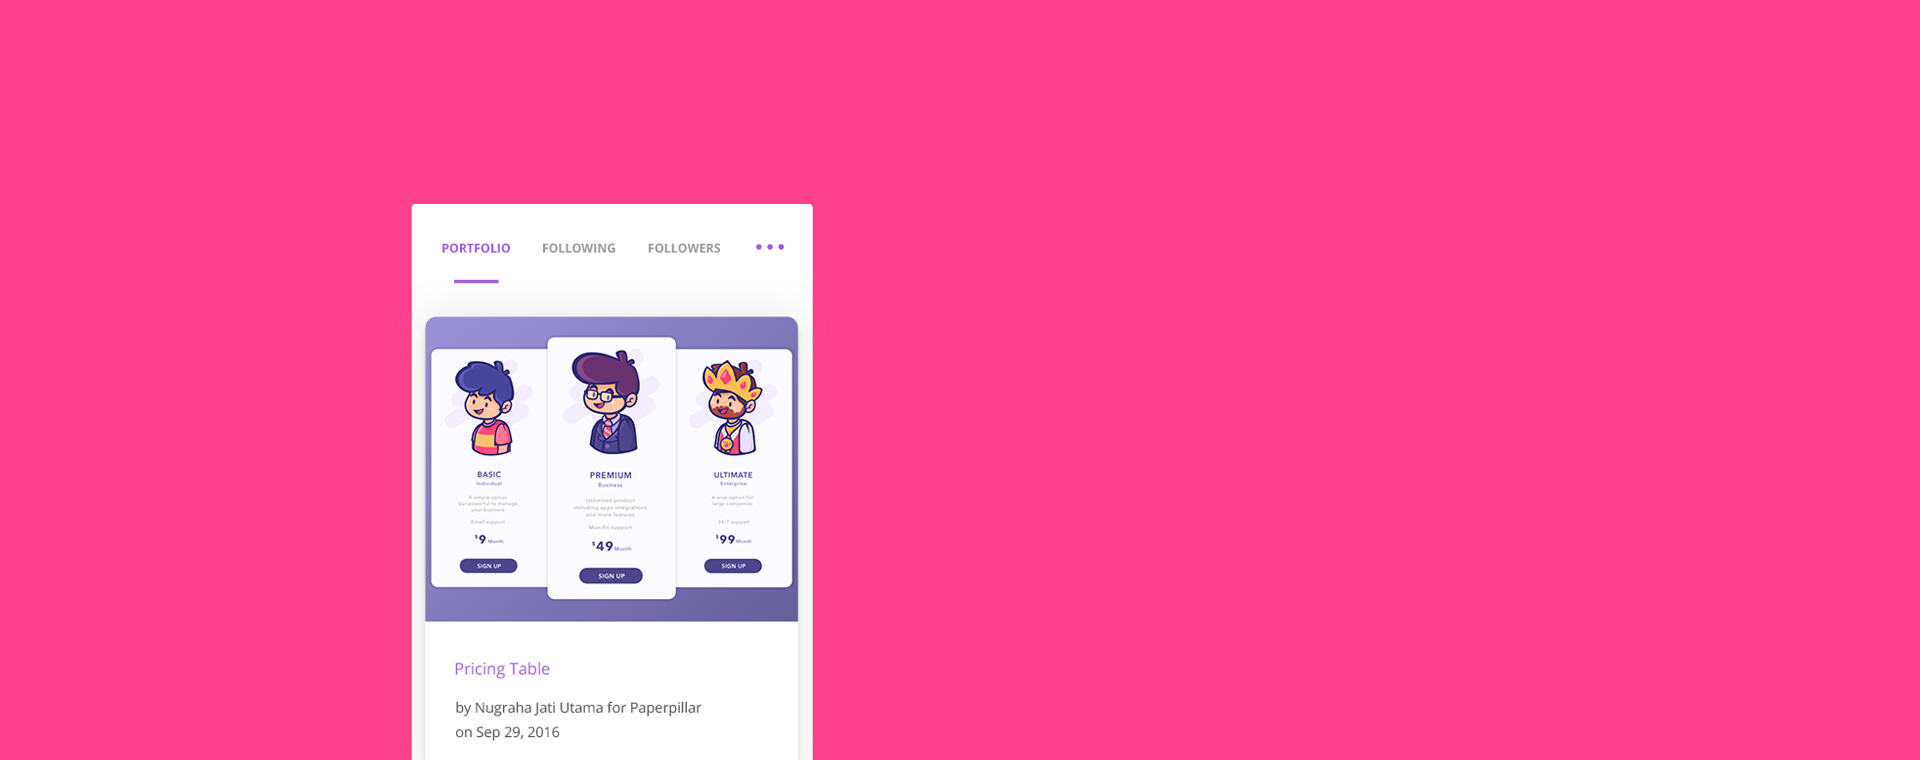 PORTFOLIO FOLLOWING FOLLOWERS
BASIC
Individual
A simple option
but powerful to manage
your business
Email support
$9 Month
SIGN UP
PREMIUM
Business
Unlimited product
including apps integrations
and more features
Mon-Fri support
$49 Month
SIGN UP
ULTIMATE
Enterprise
A wise option for
large companies
24/7 support
$99 Month
SIGN UP
Pricing Table
by Nugraha Jati Utama for Paperpillar
on Sep 29, 2016